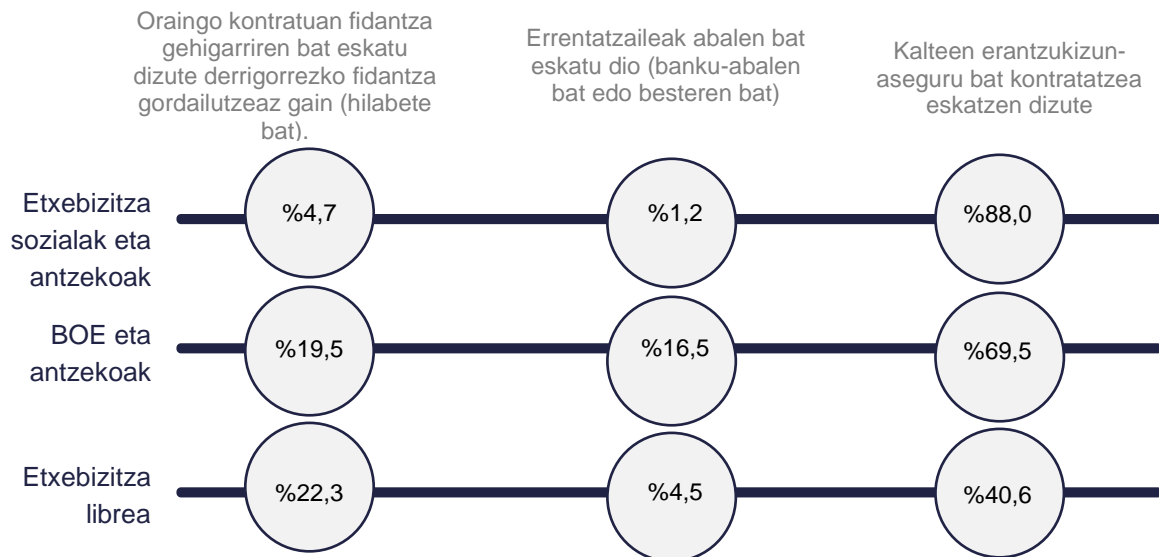 Oraingo kontratuan fidantza
gehigarriren bat eskatu
dizute derrigorrezko fidantza
gordailutzeaz gain (hilabete
bat).
Errentatzaileak abalen bat
eskatu dio (banku-abalen
bat edo besteren bat)
Kalteen erantzukizun-
aseguru bat kontratatzea
eskatzen dizute
Etxebizitza
sozialak eta
antzekoak
%4,7
%1,2
%88,0
BOE eta
antzekoak
%19,5
%16,5
%69,5
Etxebizitza
librea
%22,3
%4,5
%40,6